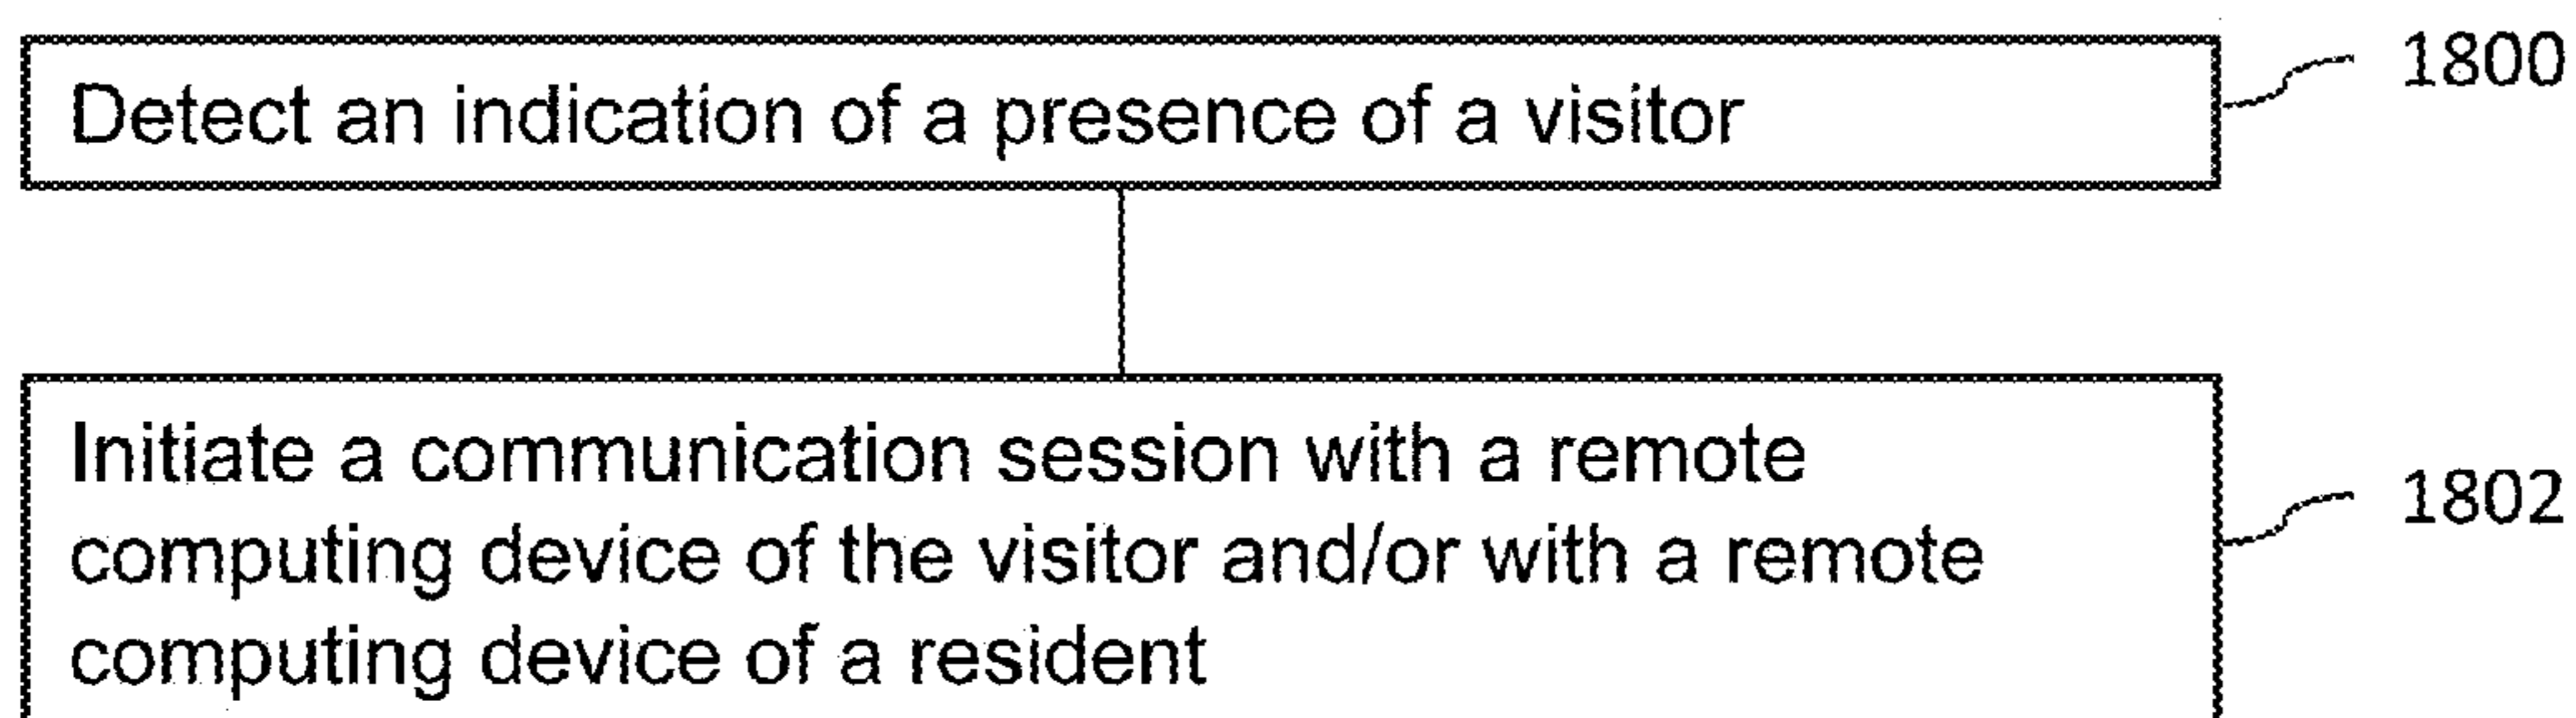 Detect an indication of a presence of a visitor
1800
Initiate a communication session with a remote
computing device of the visitor and/or with a remote
computing device of a resident
1802